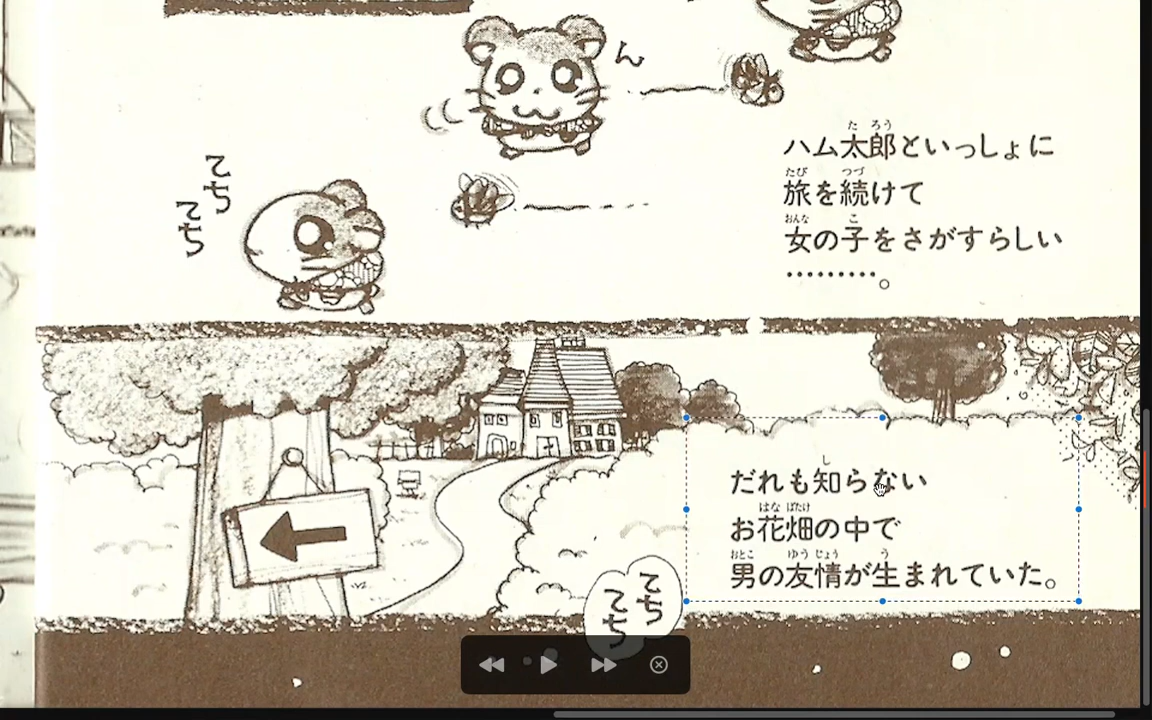 ん
てち
てち
ハム太郎といっしょに
旅を続けて
女の子をさがすらしい
………。
だれも知らない
お花畑の中で
男の友情が生まれていた。
てち
てち